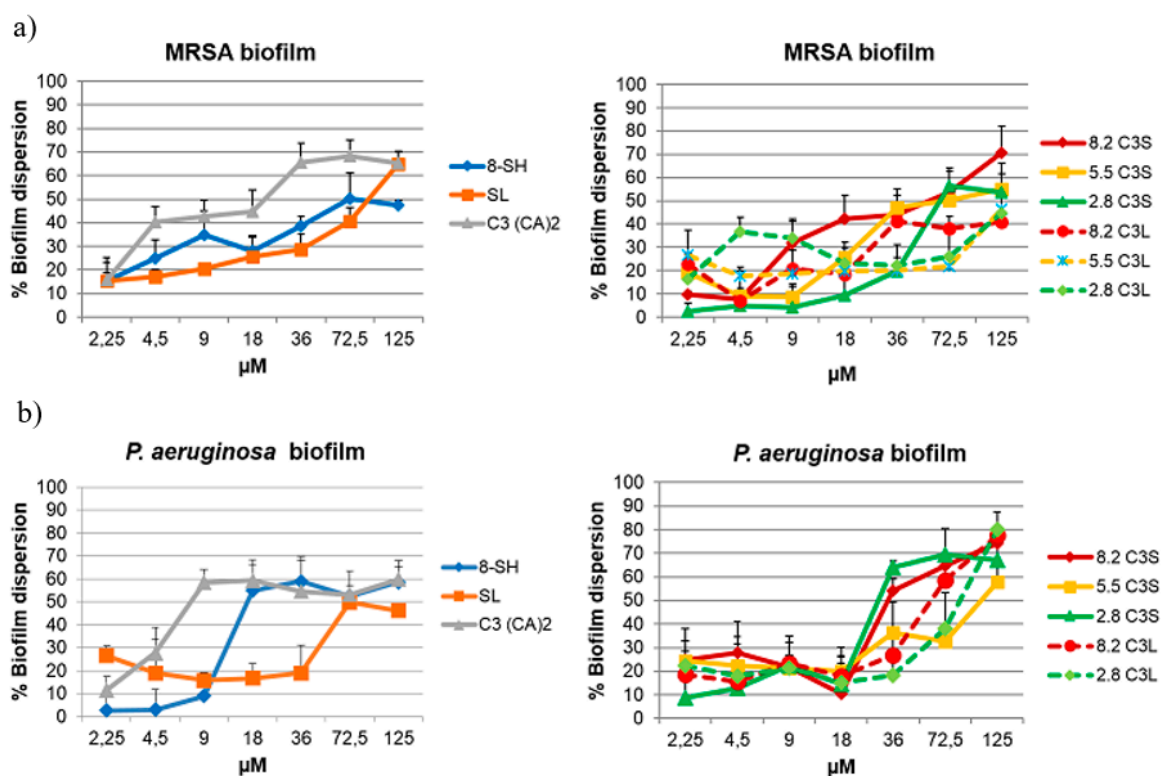 a)
MRSA biofilm
% Biofilm dispersion
100
90
80
70
60
50
40
30
20
10
0
2,25 4,5 9 18 36 72,5 125
µM
8-SH
SL
C3 (CA)2
MRSA biofilm
% Biofilm dispersion
100
90
80
70
60
50
40
30
20
10
0
2,25 4,5 9 18 36 72,5 125
µM
8.2 C3S
5.5 C3S
2.8 C3S
8.2 C3L
5.5 C3L
2.8 C3L
b)
P. aeruginosa biofilm
% Biofilm dispersion
100
90
80
70
60
50
40
30
20
10
0
2,25 4,5 9 18 36 72,5 125
µM
8-SH
SL
C3 (CA)2
P. aeruginosa biofilm
% Biofilm dispersion
100
90
80
70
60
50
40
30
20
10
0
2,25 4,5 9 18 36 72,5 125
µM
8.2 C3S
5.5 C3S
2.8 C3S
8.2 C3L
2.8 C3L